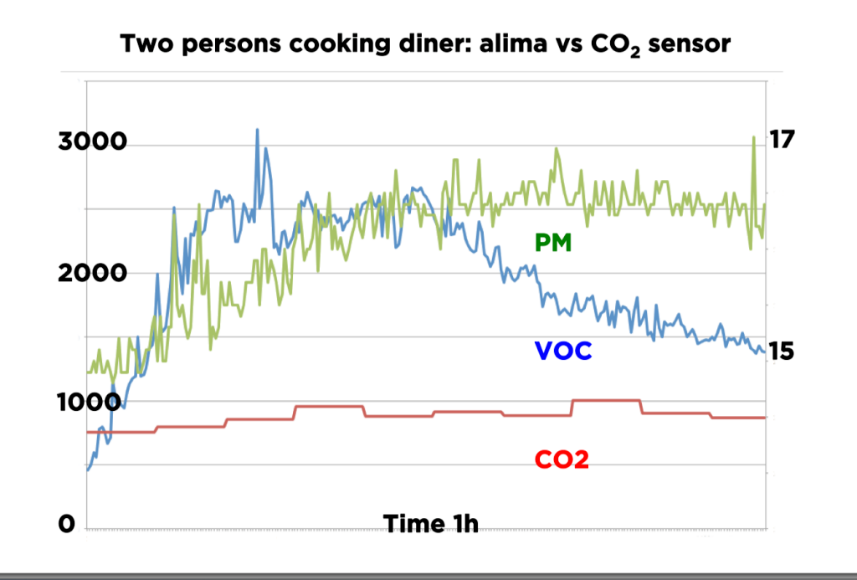 Two persons cooking diner: alima vs CO₂ sensor
3000
17
PM
2000
VOC
15
1000
CO2
0
Time 1h